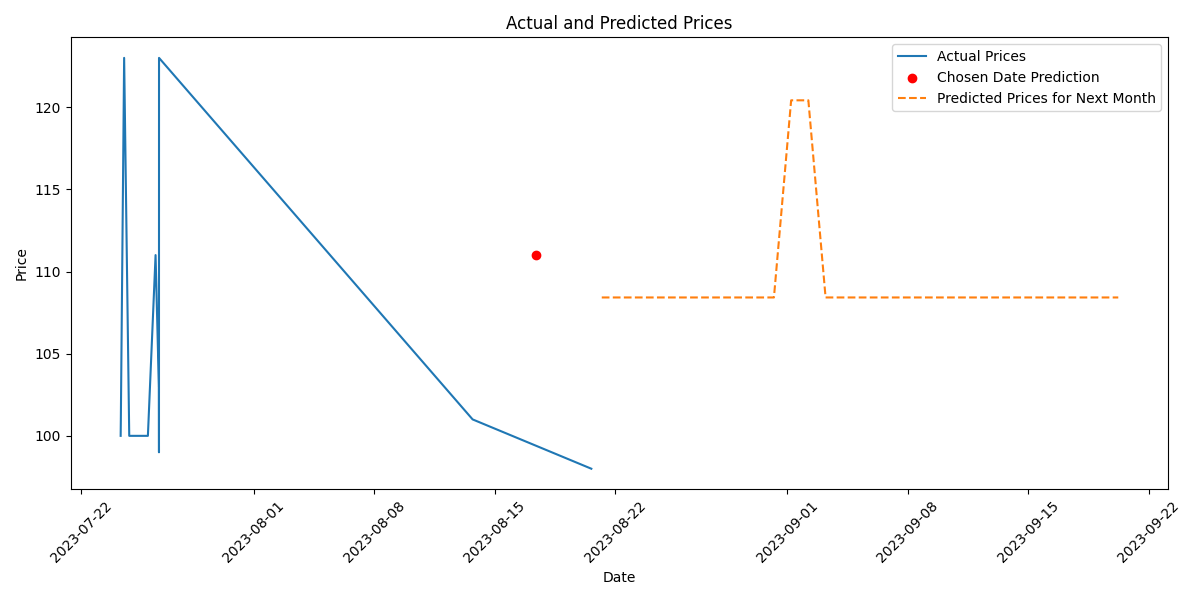 Actual and Predicted Prices
Actual Prices
Chosen Date Prediction
Predicted Prices for Next Month
Price
120
115
110
105
100
2023-07-22
2023-08-01
2023-08-08
2023-08-15
2023-08-22
2023-09-01
2023-09-08
2023-09-15
2023-09-22
Date